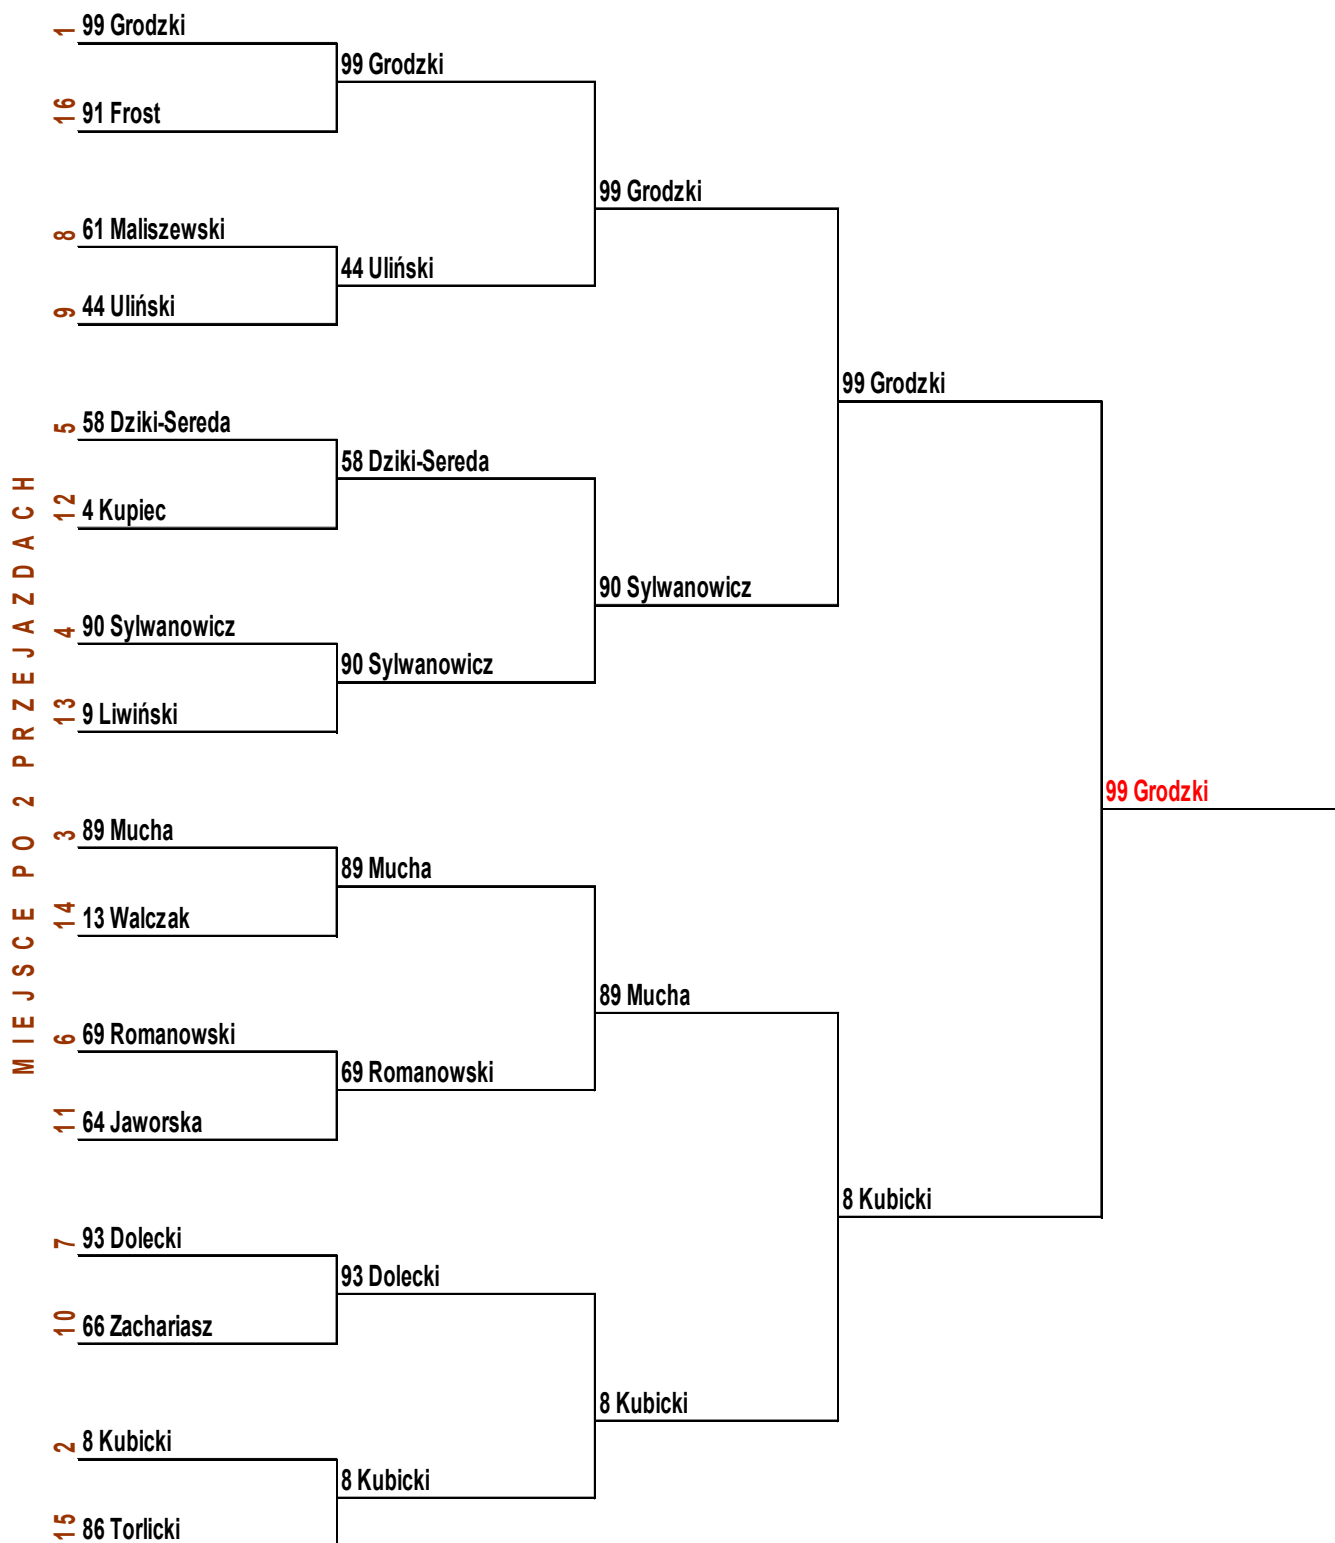 MIEJSCE PO 2 PRZEJAZDACH
1 99 Grodzki
99 Grodzki
16 91 Frost
99 Grodzki
8 61 Maliszewski
44 Uliński
9 44 Uliński
99 Grodzki
5 58 Dziki-Sereda
58 Dziki-Sereda
12 4 Kupiec
90 Sylwanowicz
4 90 Sylwanowicz
90 Sylwanowicz
13 9 Liwiński
99 Grodzki
3 89 Mucha
89 Mucha
14 13 Walczak
89 Mucha
6 69 Romanowski
69 Romanowski
11 64 Jaworska
8 Kubicki
7 93 Dolecki
93 Dolecki
10 66 Zachariasz
8 Kubicki
2 8 Kubicki
8 Kubicki
15 86 Torlicki